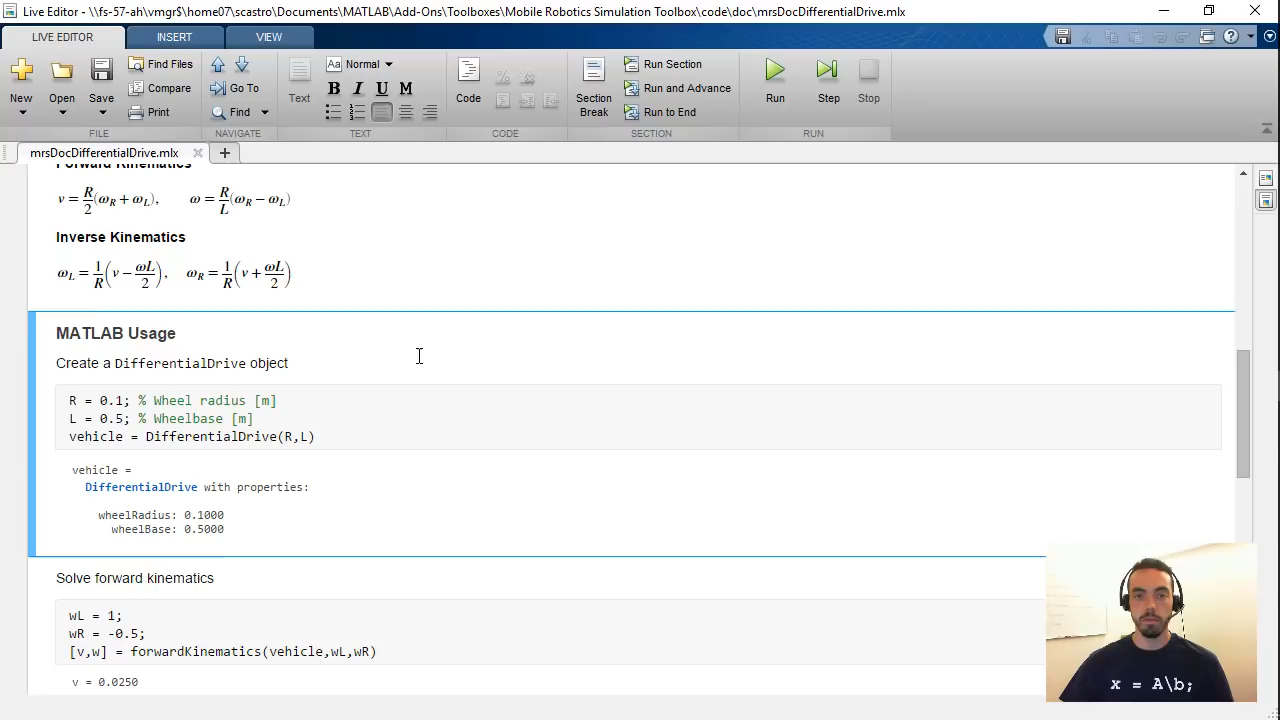 Live Editor - \\fs-57-ah\vmgr$\home07\scastro\Documents\MATLAB\Add-Ons\Toolboxes\Mobile Robotics Simulation Toolbox\code\doc\mrsDocDifferentialDrive.mlx
LIVE EDITOR INSERT VIEW
New Open Save Find Files Compare Print
Go To Find
Text Normal B I U M
Code
Section Break Run Section Run and Advance Run to End
Run Step Stop
FILE NAVIGATE TEXT CODE SECTION RUN
mrsDocDifferentialDrive.mlx
Forward Kinematics
v = R/2 (ωR + ωL), ω = R/L (ωR − ωL)
Inverse Kinematics
ωL = 1/R (v − ωL/2), ωR = 1/R (v + ωL/2)
MATLAB Usage
Create a DifferentialDrive object
R = 0.1; % Wheel radius [m]
L = 0.5; % Wheelbase [m]
vehicle = DifferentialDrive(R,L)
vehicle =
DifferentialDrive with properties:
wheelRadius: 0.1000
wheelBase: 0.5000
Solve forward kinematics
wL = 1;
wR = -0.5;
[v,w] = forwardKinematics(vehicle,wL,wR)
v = 0.0250
x = A\b;